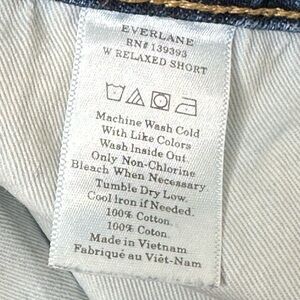 EVERLANE
RN# 139393
W RELAXED SHORT
Machine Wash Cold
With Like Colors
Wash Inside Out.
Only Non-Chlorine
Bleach When Necessary.
Tumble Dry Low.
Cool Iron if Needed.
100% Cotton.
100% Coton.
Made in Vietnam
Fabriqué au Viêt-Nam